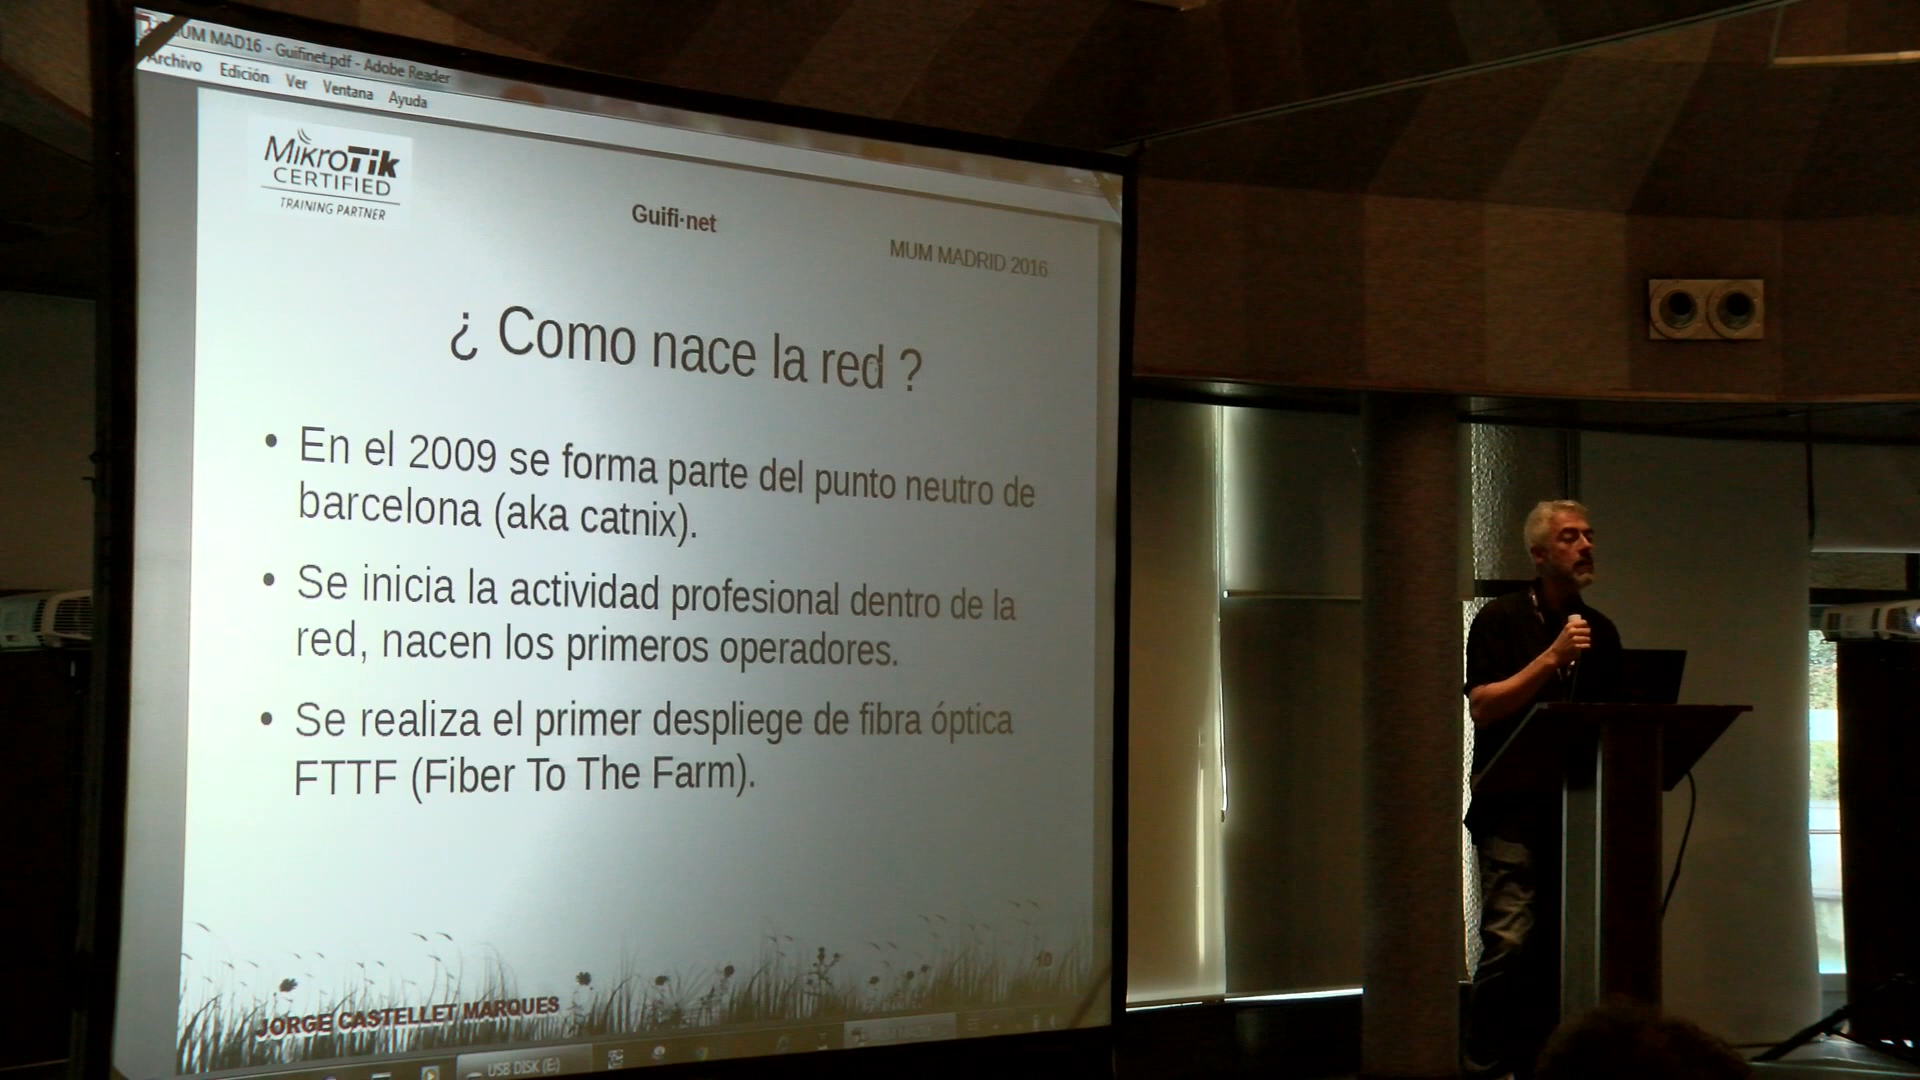 MUM MAD16 - Guifinet.pdf - Adobe Reader
Archivo Edición Ver Ventana Ayuda
MikroTik
CERTIFIED
TRAINING PARTNER
Guifi·net
MUM MADRID 2016
¿ Como nace la red ?
• En el 2009 se forma parte del punto neutro de
barcelona (aka catnix).
• Se inicia la actividad profesional dentro de la
red, nacen los primeros operadores.
• Se realiza el primer despliege de fibra óptica
FTTF (Fiber To The Farm).
10
JORGE CASTELLET MARQUES
USB DISK (E:)